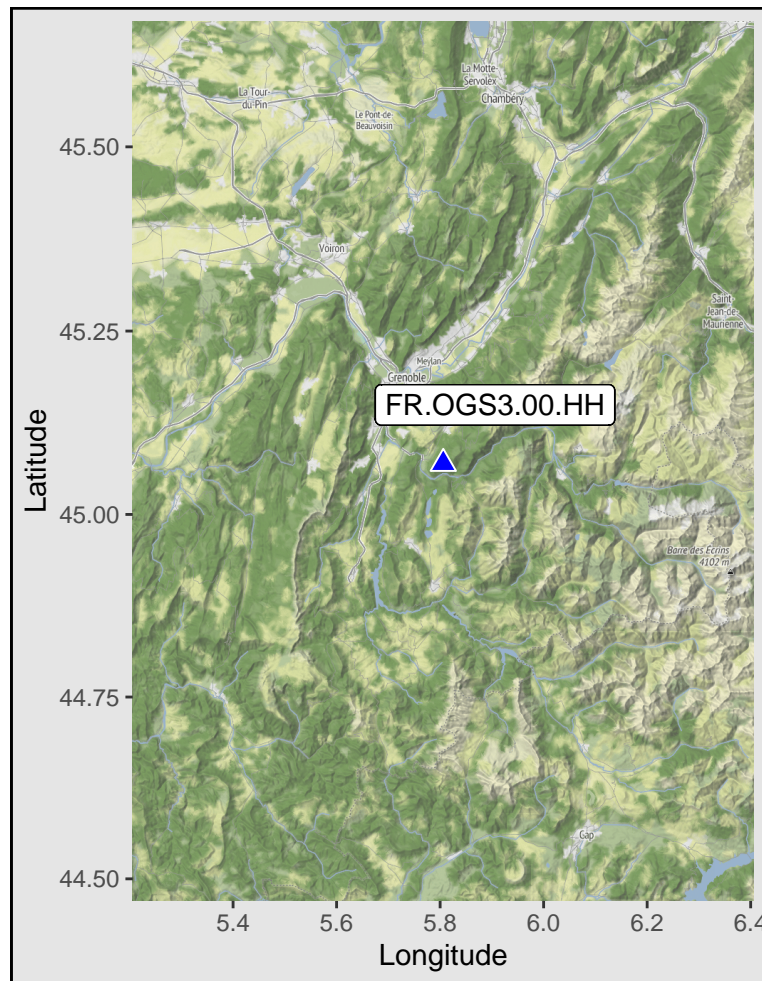 La Motte-
Servolex
Chambéry
La Tour-
du-Pin
Le Pont-de-
Beauvoisin
45.50
Voiron
Saint
Jean-de-
Maurienne
45.25
Meylan
Grenoble
FR.OGS3.00.HH
Latitude
45.00
Barre des Écrins
4102 m
44.75
Gap
44.50
5.4
5.6
5.8
6.0
6.2
6.4
Longitude